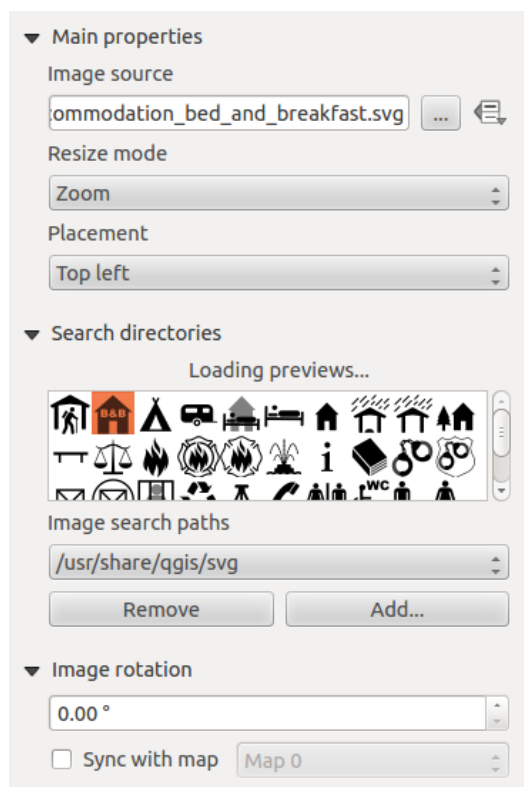 Main properties
Image source
ommodation_bed_and_breakfast.svg ...
Resize mode
Zoom
Placement
Top left
Search directories
Loading previews...
B&B
i
WC
Image search paths
/usr/share/qgis/svg
Remove Add...
Image rotation
0.00 °
Sync with map Map 0